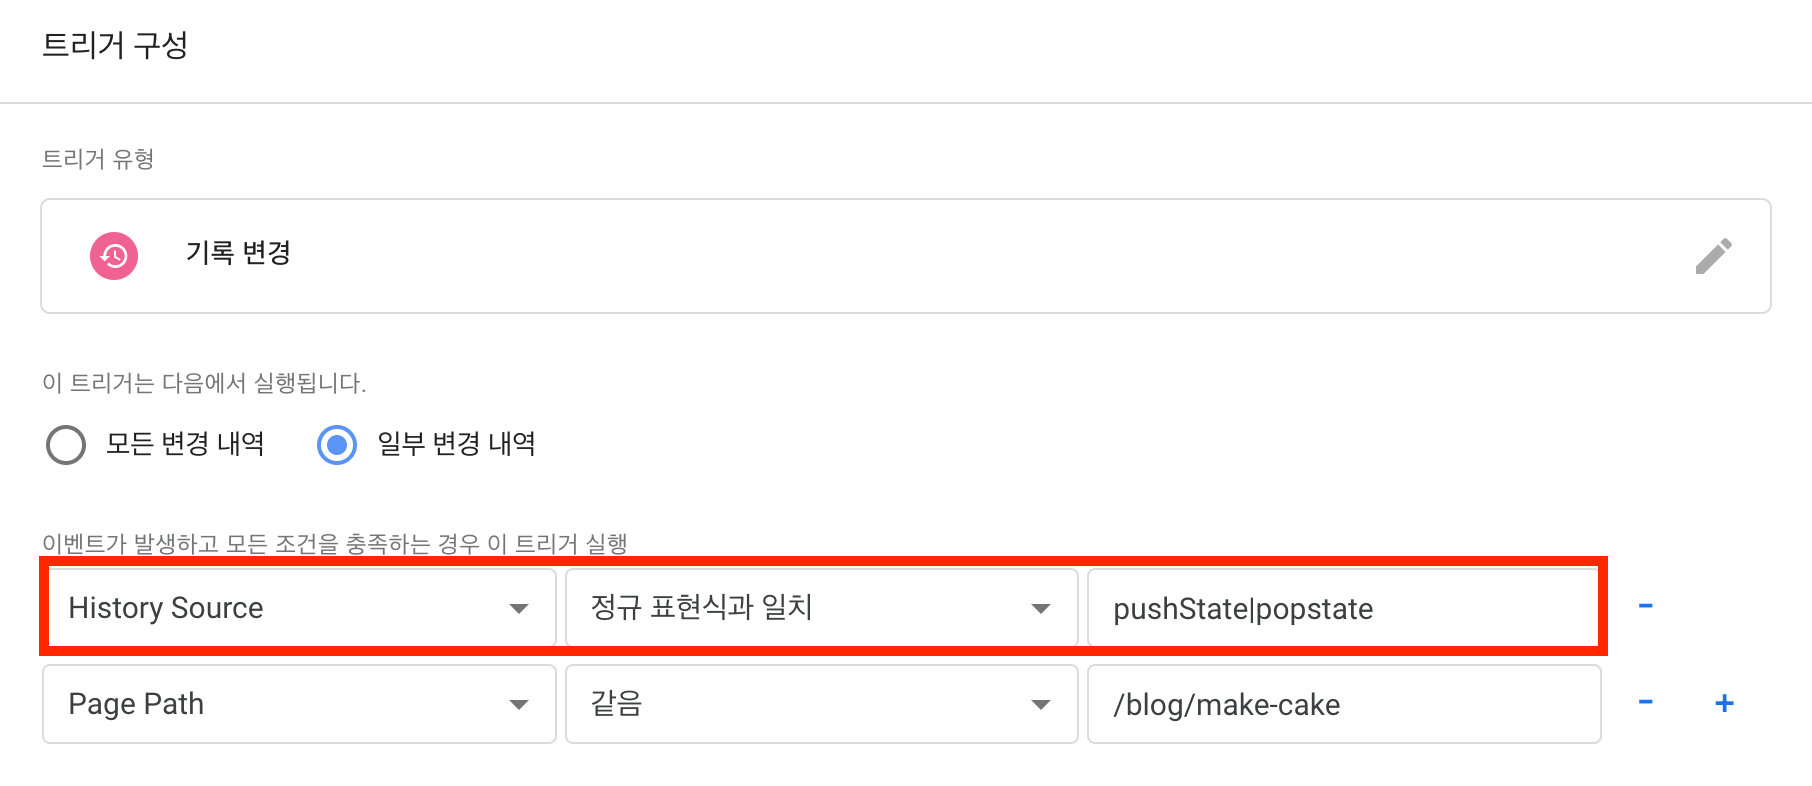 트리거 구성
트리거 유형
기록 변경
이 트리거는 다음에서 실행됩니다.
모든 변경 내역 일부 변경 내역
이벤트가 발생하고 모든 조건을 충족하는 경우 이 트리거 실행
History Source 정규 표현식과 일치 pushState|popstate -
Page Path 같음 /blog/make-cake - +